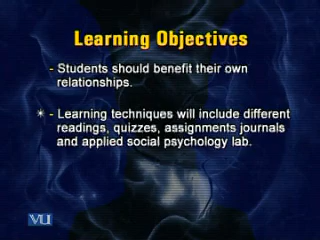 Learning Objectives
- Students should benefit their own
relationships.
- Learning techniques will include different
readings, quizzes, assignments journals
and applied social psychology lab.
VU